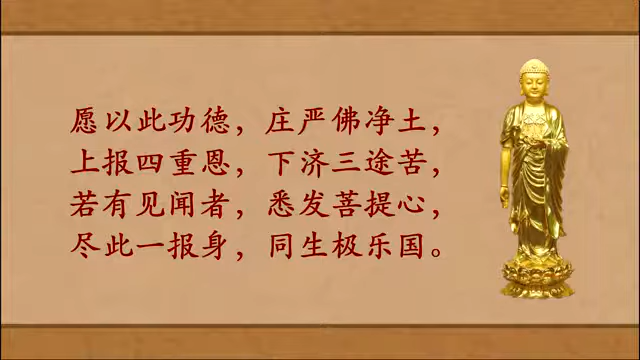 愿以此功德，庄严佛净土，
上报四重恩，下济三途苦，
若有见闻者，悉发菩提心，
尽此一报身，同生极乐国。